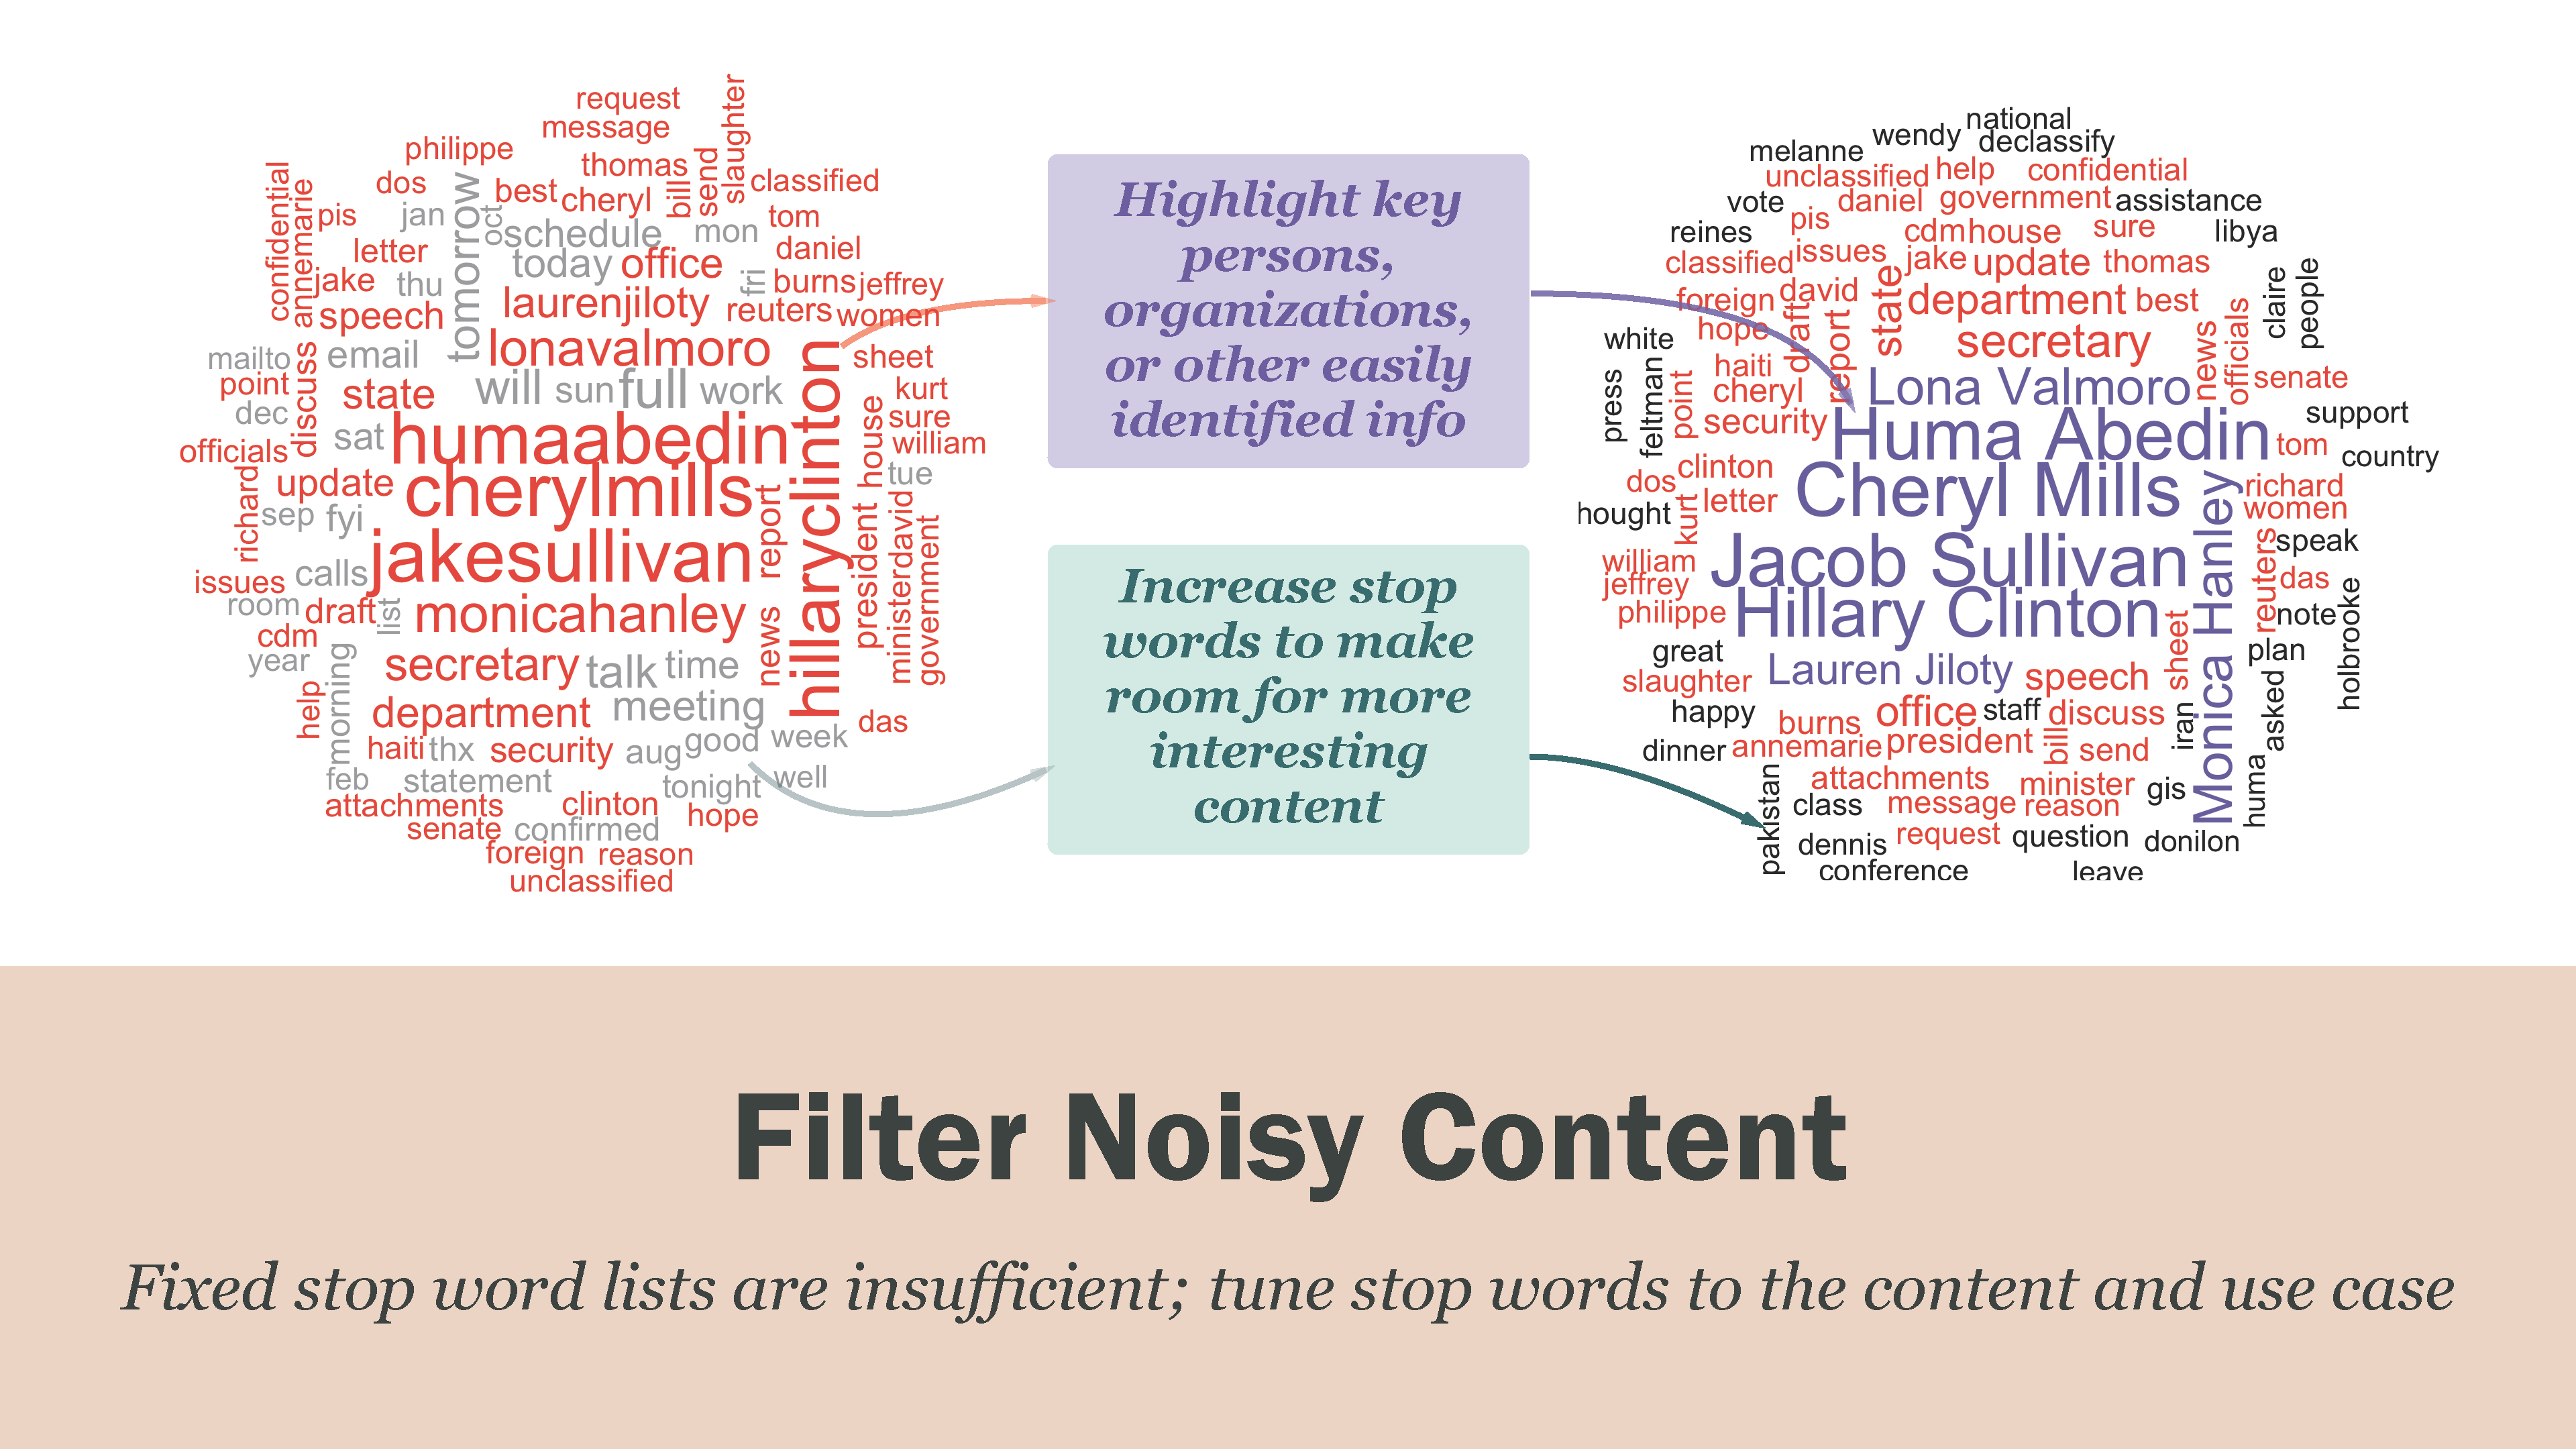 request
message
slaughter
philippe
thomas
send
bill
classified
confidential
annemarie
dos
tomorrow
best
cheryl
pis
jan
oct
schedule
mon
tom
letter
today
office
daniel
jake
thu
fri
burns
jeffrey
speech
laurenjiloty
reuters
women
mailto
email
lonavalmoro
hillaryclinton
sheet
point
discuss
state
will
sun
full
work
kurt
dec
house
sure
officials
sat
humaabedin
william
richard
update
cherylmills
report
tue
sep
fyi
president
ministerdavid
government
issues
calls
jakesullivan
room
draft
list
monicahanley
news
cdm
year
morning
secretary
talk
time
help
department
meeting
das
haiti
thx
security
aug
good
week
feb
statement
tonight
well
attachments
clinton
hope
senate
confirmed
foreign
reason
unclassified
Highlight key
persons,
organizations,
or other easily
identified info
Increase stop
words to make
room for more
interesting
content
national
wendy
declassify
melanne
unclassified
help
confidential
vote
daniel
government
assistance
reines
pis
cdm
house
sure
libya
classified
issues
jake
update
thomas
foreign
david
state
department
best
claire
people
white
hope
draft
report
secretary
news
officials
press
feltman
haiti
point
cheryl
Lona Valmoro
senate
security
Huma Abedin
support
tom
country
dos
clinton
Cheryl Mills
Monica Hanley
richard
hought
kurt
letter
women
william
Jacob Sullivan
reuters
speak
jeffrey
das
philippe
Hillary Clinton
sheet
note
holbrooke
great
plan
slaughter
Lauren Jiloty
speech
asked
happy
burns
office
staff
discuss
iran
dinner
annemarie
president
bill
send
huma
pakistan
attachments
minister
gis
class
message
reason
dennis
request
question
donilon
conference
leave
Filter Noisy Content
Fixed stop word lists are insufficient; tune stop words to the content and use case